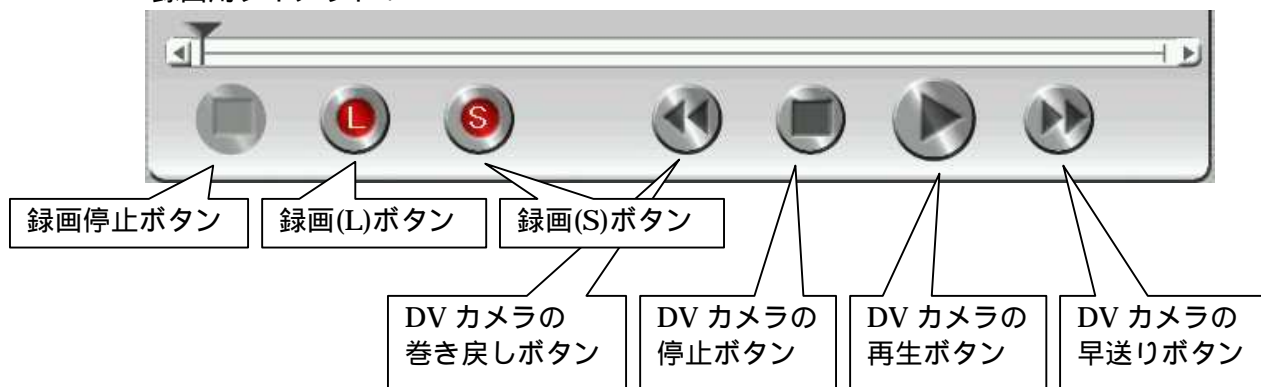 L
S
録画停止ボタン
録画(L)ボタン
録画(S)ボタン
DV カメラの
巻き戻しボタン
DV カメラの
停止ボタン
DV カメラの
再生ボタン
DV カメラの
早送りボタン